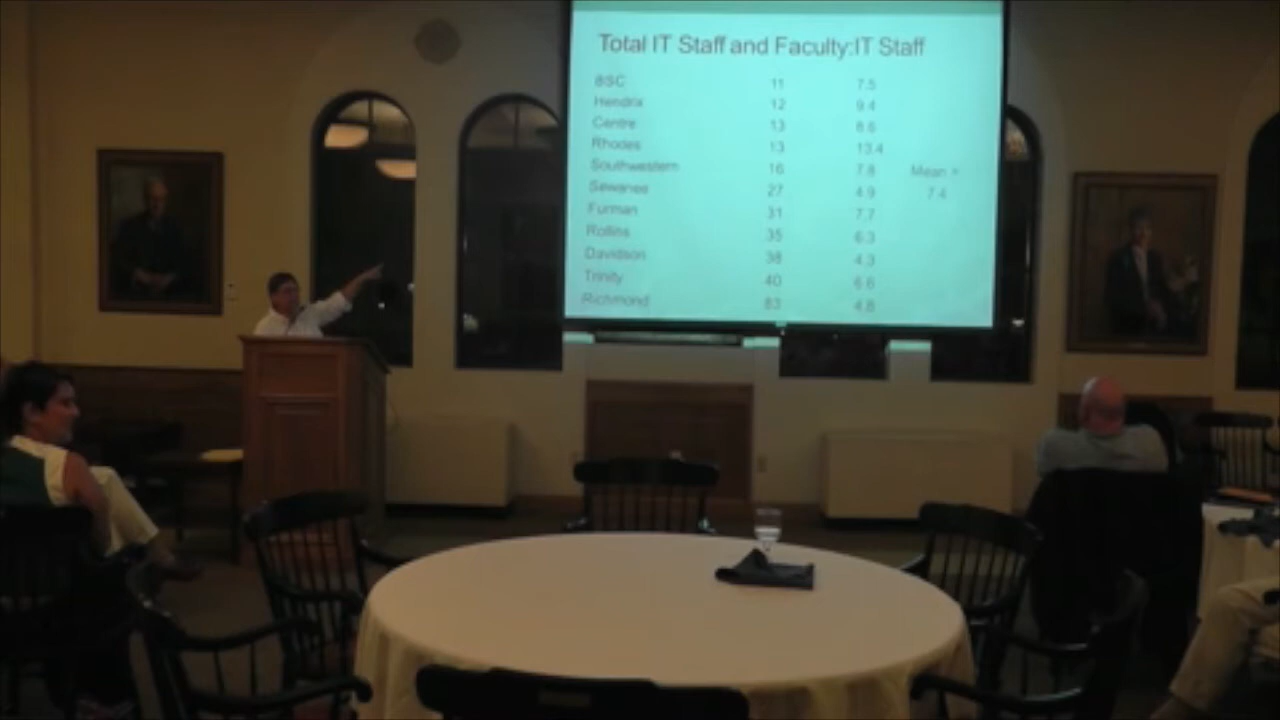 Total IT Staff and Faculty:IT Staff
BSC 11 7.5
Hendrix 12 9.4
Centre 13 8.6
Rhodes 13 13.4
Southwestern 16 7.8 Mean =
Sewanee 27 4.9 7.4
Furman 31 7.7
Rollins 35 6.3
Davidson 38 4.3
Trinity 40 6.6
Richmond 83 4.8